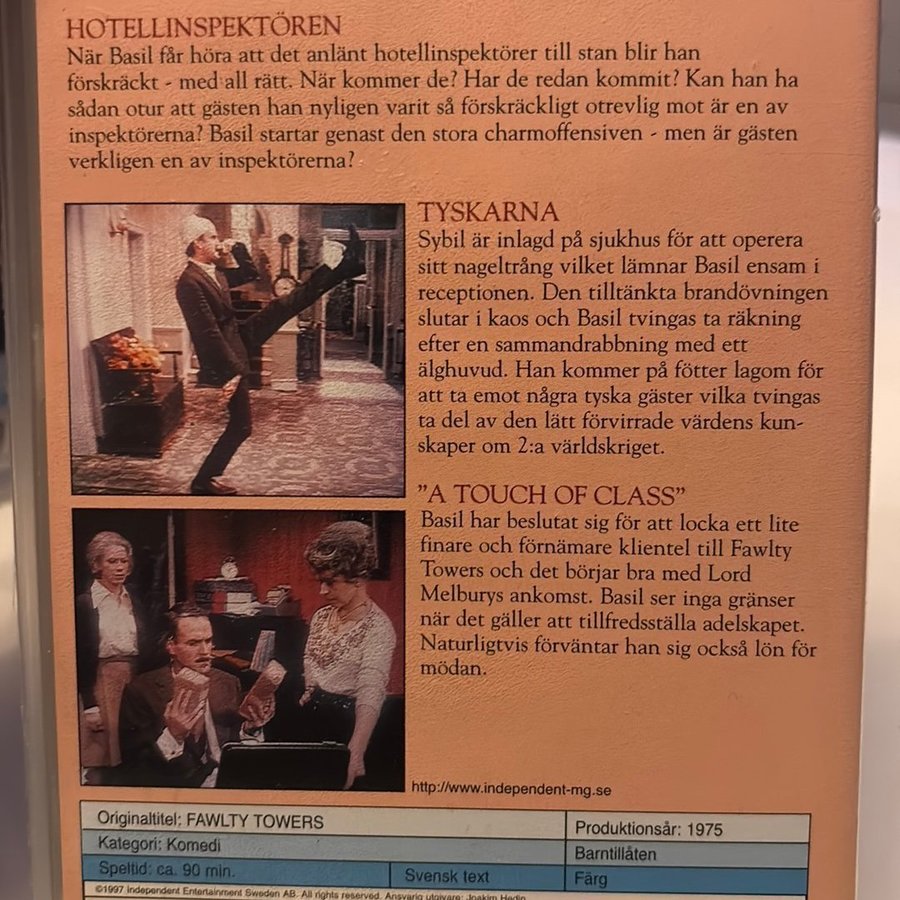 HOTELLINSPEKTÖREN
När Basil får höra att det anlänt hotellinspektörer till stan blir han
förskräckt - med all rätt. När kommer de? Har de redan kommit? Kan han ha
sådan otur att gästen han nyligen varit så förskräckligt otrevlig mot är en av
inspektörerna? Basil startar genast den stora charmoffensiven - men är gästen
verkligen en av inspektörerna?
TYSKARNA
Sybil är inlagd på sjukhus för att operera
sitt nageltrång vilket lämnar Basil ensam i
receptionen. Den tilltänkta brandövningen
slutar i kaos och Basil tvingas ta räkning
efter en sammandrabbning med ett
älghuvud. Han kommer på fötter lagom för
att ta emot några tyska gäster vilka tvingas
ta del av den lätt förvirrade värdens kun-
skaper om 2:a världskriget.
"A TOUCH OF CLASS"
Basil har beslutat sig för att locka ett lite
finare och förnämare klientel till Fawlty
Towers och det börjar bra med Lord
Melburys ankomst. Basil ser inga gränser
när det gäller att tillfredsställa adelskapet.
Naturligtvis förväntar han sig också lön för
mödan.
http://www.independent-mg.se
Originaltitel: FAWLTY TOWERS
Produktionsår: 1975
Kategori: Komedi
Barntillåten
Speltid: ca. 90 min.
Svensk text
Färg
©1997 Independent Entertainment Sweden AB. All rights reserved. Ansvarig utgivare: Joakim Hedin